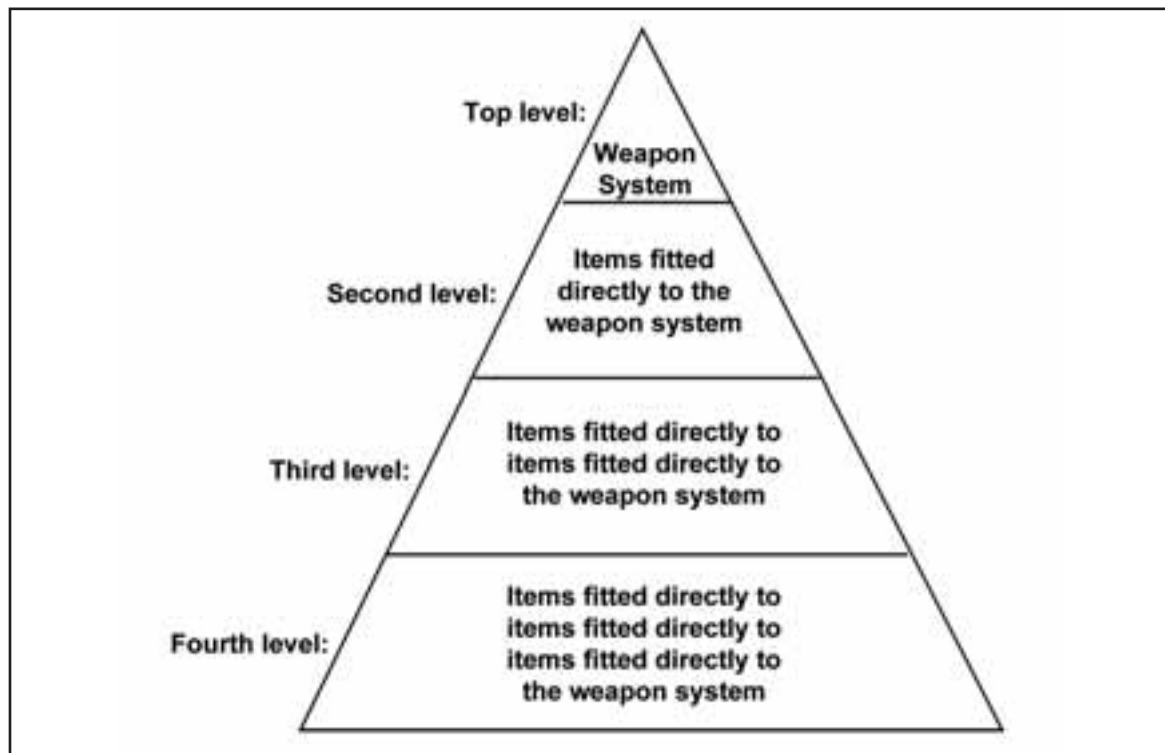 Top level:
Weapon
System
Second level:
Items fitted
directly to the
weapon system
Third level:
Items fitted directly to
items fitted directly to
the weapon system
Fourth level:
Items fitted directly to
items fitted directly to
items fitted directly to
the weapon system